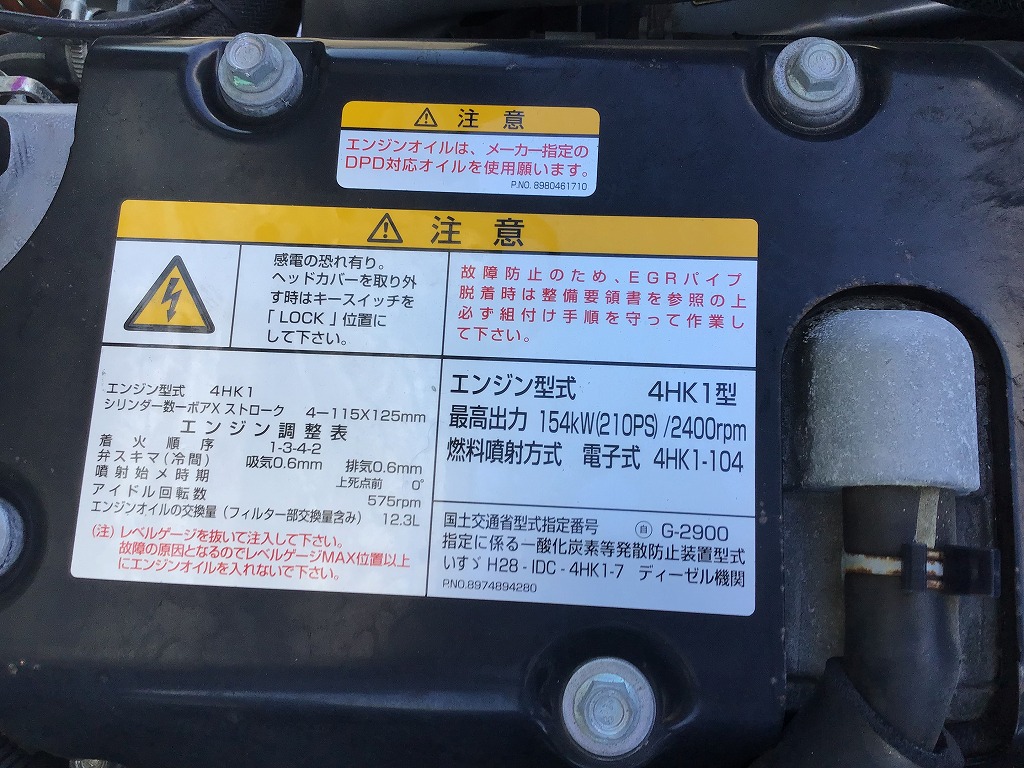 ⚠ 注意
エンジンオイルは、メーカー指定の
DPD対応オイルを使用願います。
P.NO. 8980461710
⚠ 注意
感電の恐れ有り。
ヘッドカバーを取り外
す時はキースイッチを
「LOCK」位置に
して下さい。
故障防止のため、EGRパイプ
脱着時は整備要領書を参照の上
必ず組付け手順を守って作業し
て下さい。
エンジン型式 4HK1
シリンダー数ーボアX ストローク 4－115X125mm
エンジン調整表
着火順序 1-3-4-2
弁スキマ(冷間) 吸気0.6mm 排気0.6mm
噴射始メ時期 上死点前 0°
アイドル回転数 575rpm
エンジンオイルの交換量（フィルター部交換量含み） 12.3L
(注) レベルゲージを抜いて注入して下さい。
故障の原因となるのでレベルゲージMAX位置以上
にエンジンオイルを入れないで下さい。
エンジン型式 4HK1型
最高出力 154kW(210PS)/2400rpm
燃料噴射方式 電子式 4HK1-104
国土交通省型式指定番号 ㊐ G-2900
指定に係る一酸化炭素等発散防止装置型式
いすゞ H28-IDC-4HK1-7 ディーゼル機関
P.NO.8974894280